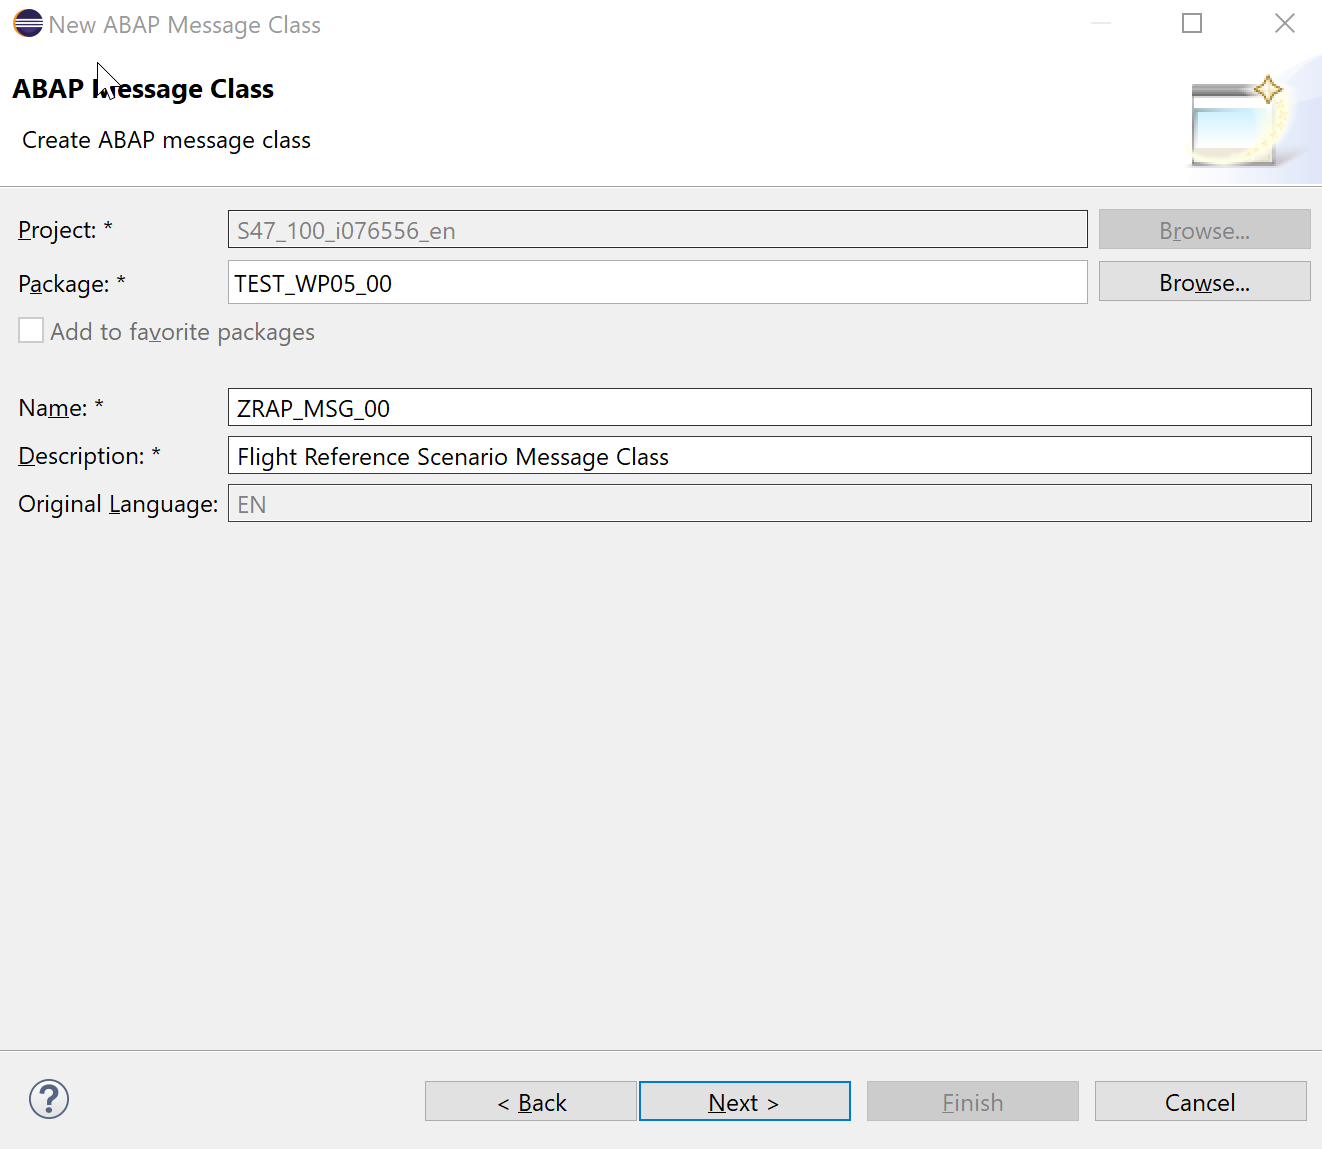 New ABAP Message Class
ABAP Message Class
Create ABAP message class
Project: * S47_100_i076556_en Browse...
Package: * TEST_WP05_00 Browse...
Add to favorite packages
Name: * ZRAP_MSG_00
Description: * Flight Reference Scenario Message Class
Original Language: EN
? < Back Next > Finish Cancel